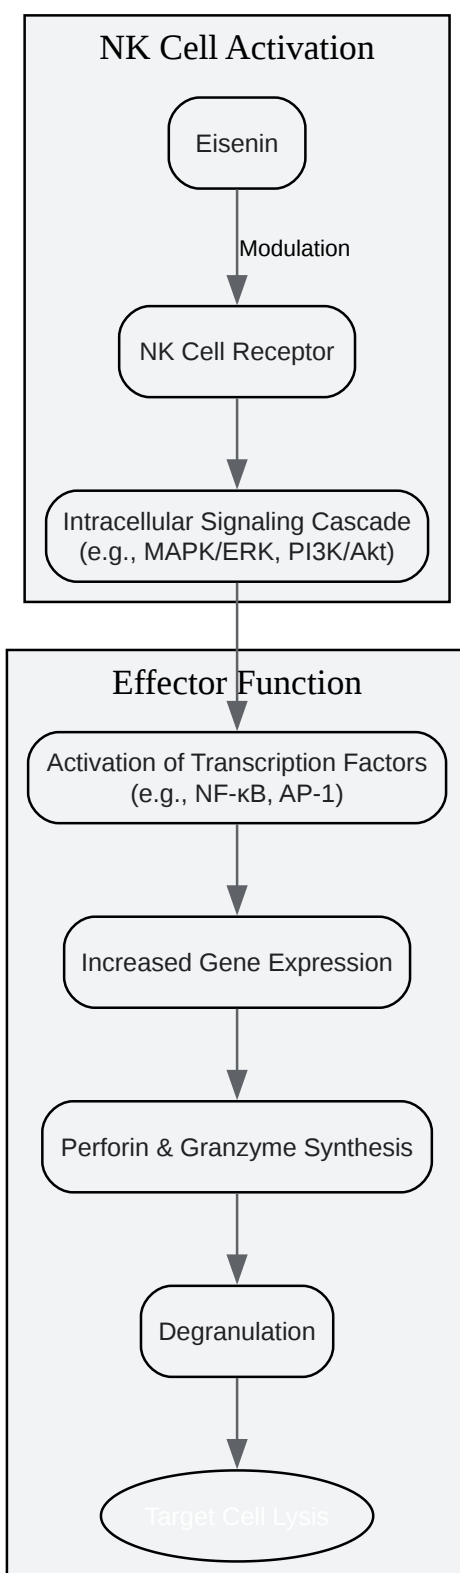 NK Cell Activation
Eisenin
Modulation
NK Cell Receptor
Intracellular Signaling Cascade
(e.g., MAPK/ERK, PI3K/Akt)
Effector Function
Activation of Transcription Factors
(e.g., NF-κB, AP-1)
Increased Gene Expression
Perforin & Granzyme Synthesis
Degranulation
Target Cell Lysis